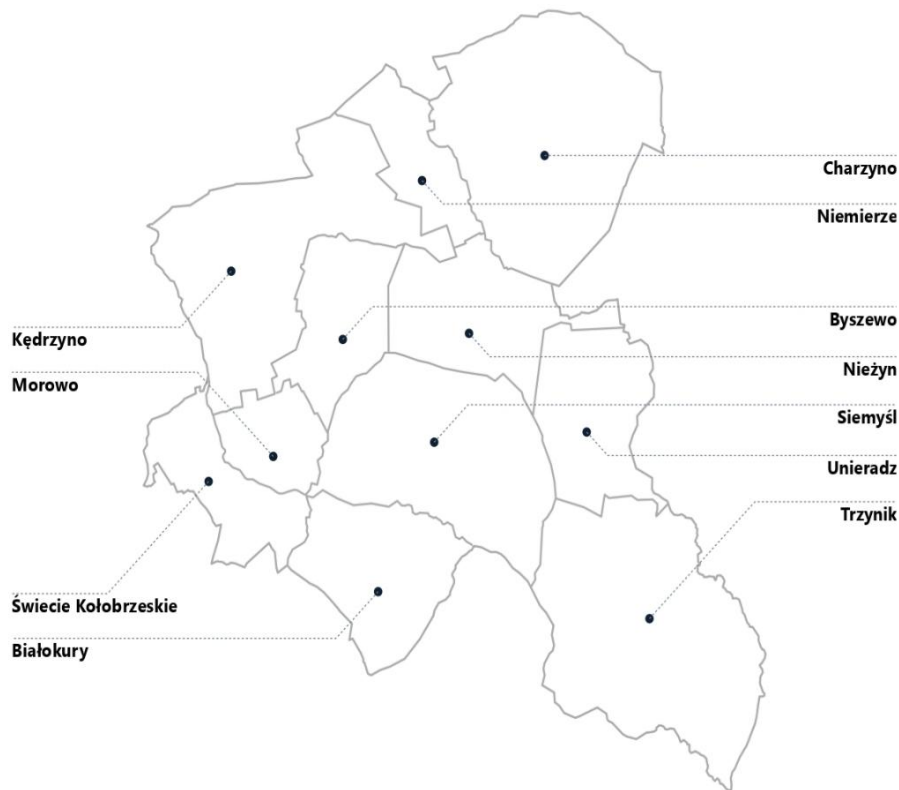 Charzyno
Niemierze
Byszewo
Kędrzyno
Nieżyn
Morowo
Siemyśl
Unieradz
Trzynik
Świecie Kołobrzeskie
Białokury